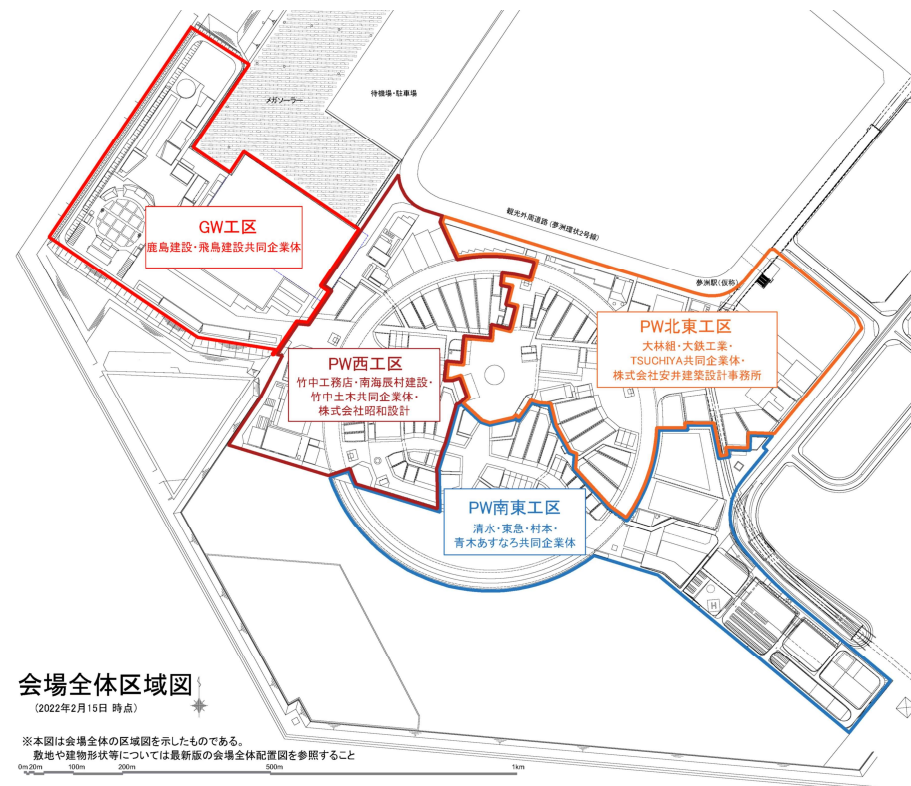 メガソーラー
待機場・駐車場
観光外周道路(夢洲環状2号線)
夢洲駅(仮称)
GW工区
鹿島建設・飛島建設共同企業体
PW北東工区
大林組・大鉄工業・
TSUCHIYA共同企業体・
株式会社安井建築設計事務所
PW西工区
竹中工務店・南海辰村建設・
竹中土木共同企業体・
株式会社昭和設計
PW南東工区
清水・東急・村本・
青木あすなろ共同企業体
H
会場全体区域図
(2022年2月15日 時点)
※本図は会場全体の区域図を示したものである。
敷地や建物形状等については最新版の会場全体配置図を参照すること
0m 20m 100m 200m 500m 1km